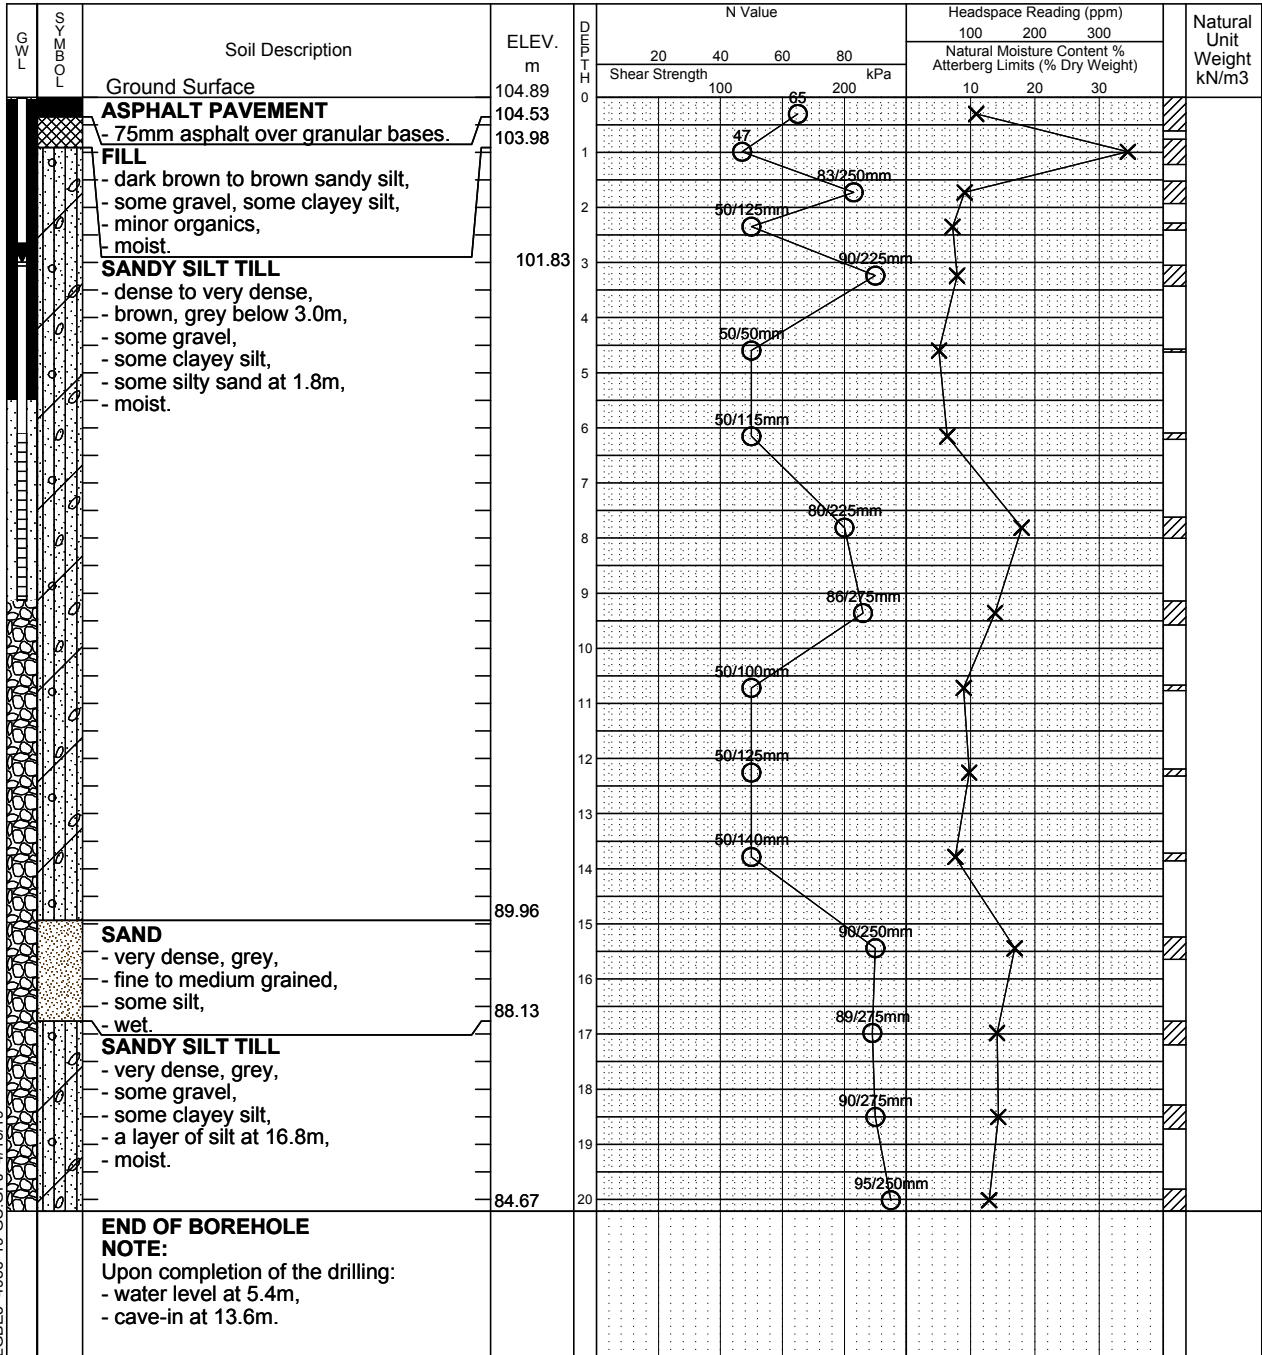 GWL
SYMBOL
Soil Description
Ground Surface
ELEV.
m
104.89
DEPTH
N Value
20 40 60 80
Shear Strength kPa
100 200
Headspace Reading (ppm)
100 200 300
Natural Moisture Content %
Atterberg Limits (% Dry Weight)
10 20 30
Natural
Unit
Weight
kN/m3
0
ASPHALT PAVEMENT
- 75mm asphalt over granular bases.
104.53
103.98
FILL
- dark brown to brown sandy silt,
- some gravel, some clayey silt,
- minor organics,
- moist.
101.83
SANDY SILT TILL
- dense to very dense,
- brown, grey below 3.0m,
- some gravel,
- some clayey silt,
- some silty sand at 1.8m,
- moist.
89.96
SAND
- very dense, grey,
- fine to medium grained,
- some silt,
- wet.
88.13
SANDY SILT TILL
- very dense, grey,
- some gravel,
- some clayey silt,
- a layer of silt at 16.8m,
- moist.
84.67
END OF BOREHOLE
NOTE:
Upon completion of the drilling:
- water level at 5.4m,
- cave-in at 13.6m.
1
2
3
4
5
6
7
8
9
10
11
12
13
14
15
16
17
18
19
20
65
47
83/250mm
50/125mm
90/225mm
50/50mm
50/115mm
80/225mm
86/275mm
50/100mm
50/125mm
50/140mm
90/250mm
89/275mm
90/275mm
95/250mm